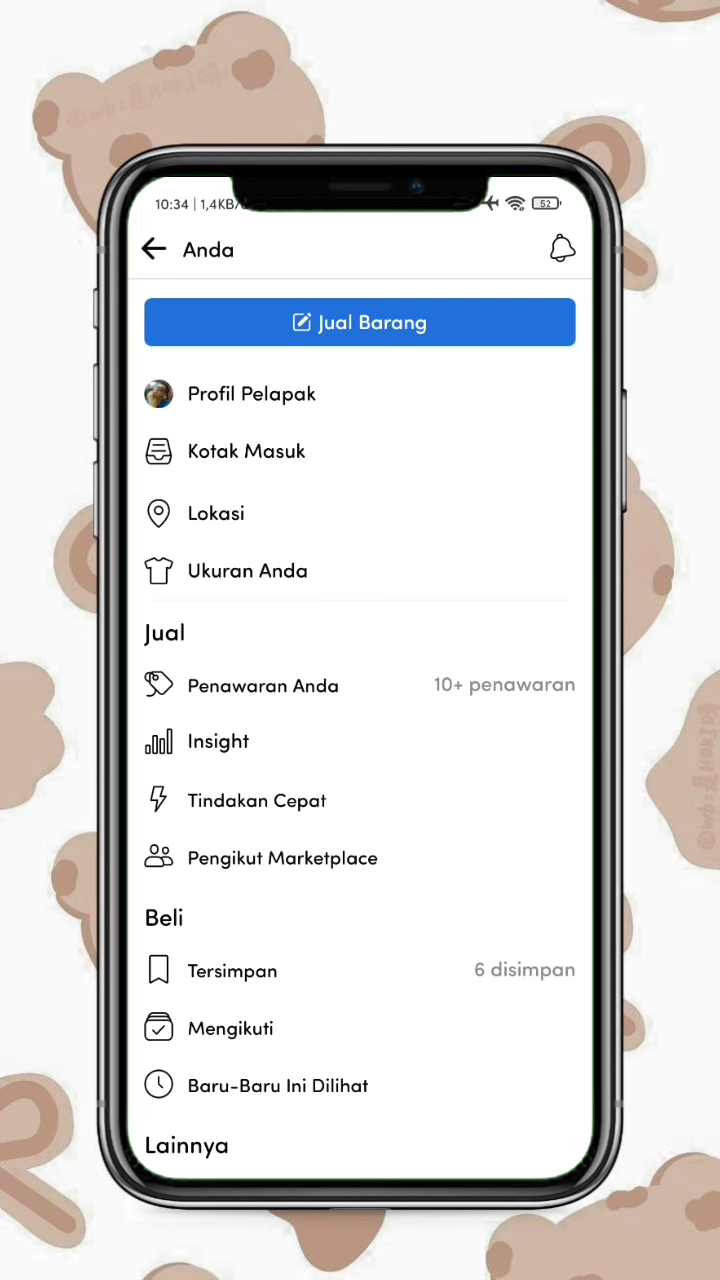 10:34 | 1,4KB/
52
Anda
Jual Barang
Profil Pelapak
Kotak Masuk
Lokasi
Ukuran Anda
Jual
Penawaran Anda 10+ penawaran
Insight
Tindakan Cepat
Pengikut Marketplace
Beli
Tersimpan 6 disimpan
Mengikuti
Baru-Baru Ini Dilihat
Lainnya